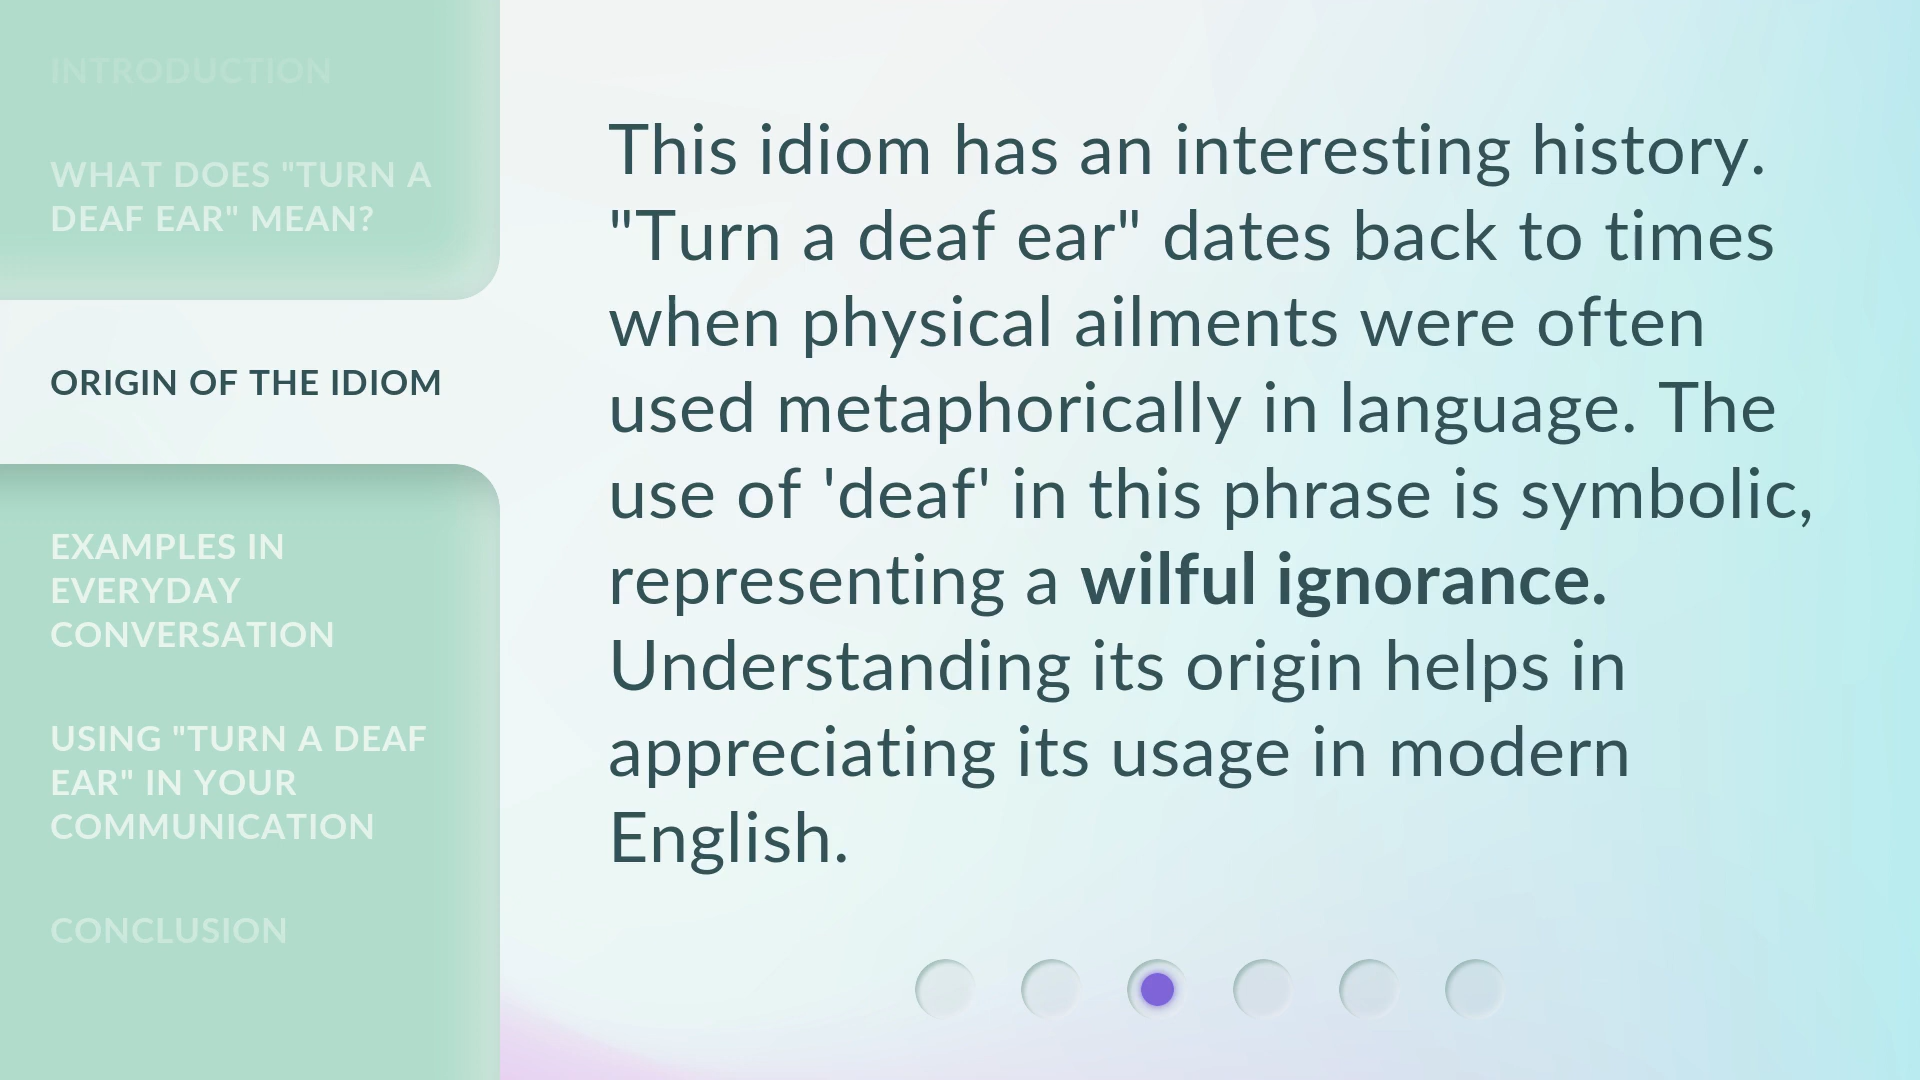 INTRODUCTION
WHAT DOES "TURN A
DEAF EAR" MEAN?
ORIGIN OF THE IDIOM
EXAMPLES IN
EVERYDAY
CONVERSATION
USING "TURN A DEAF
EAR" IN YOUR
COMMUNICATION
CONCLUSION
This idiom has an interesting history.
"Turn a deaf ear" dates back to times
when physical ailments were often
used metaphorically in language. The
use of 'deaf' in this phrase is symbolic,
representing a wilful ignorance.
Understanding its origin helps in
appreciating its usage in modern
English.